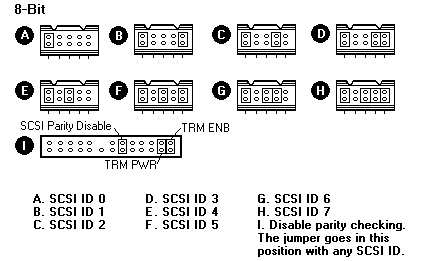 8-Bit
A B C D
E F G H
SCSI Parity Disable
TRM ENB
I
TRM PWR
A. SCSI ID 0 D. SCSI ID 3 G. SCSI ID 6
B. SCSI ID 1 E. SCSI ID 4 H. SCSI ID 7
C. SCSI ID 2 F. SCSI ID 5 I. Disable parity checking.
The jumper goes in this
position with any SCSI ID.